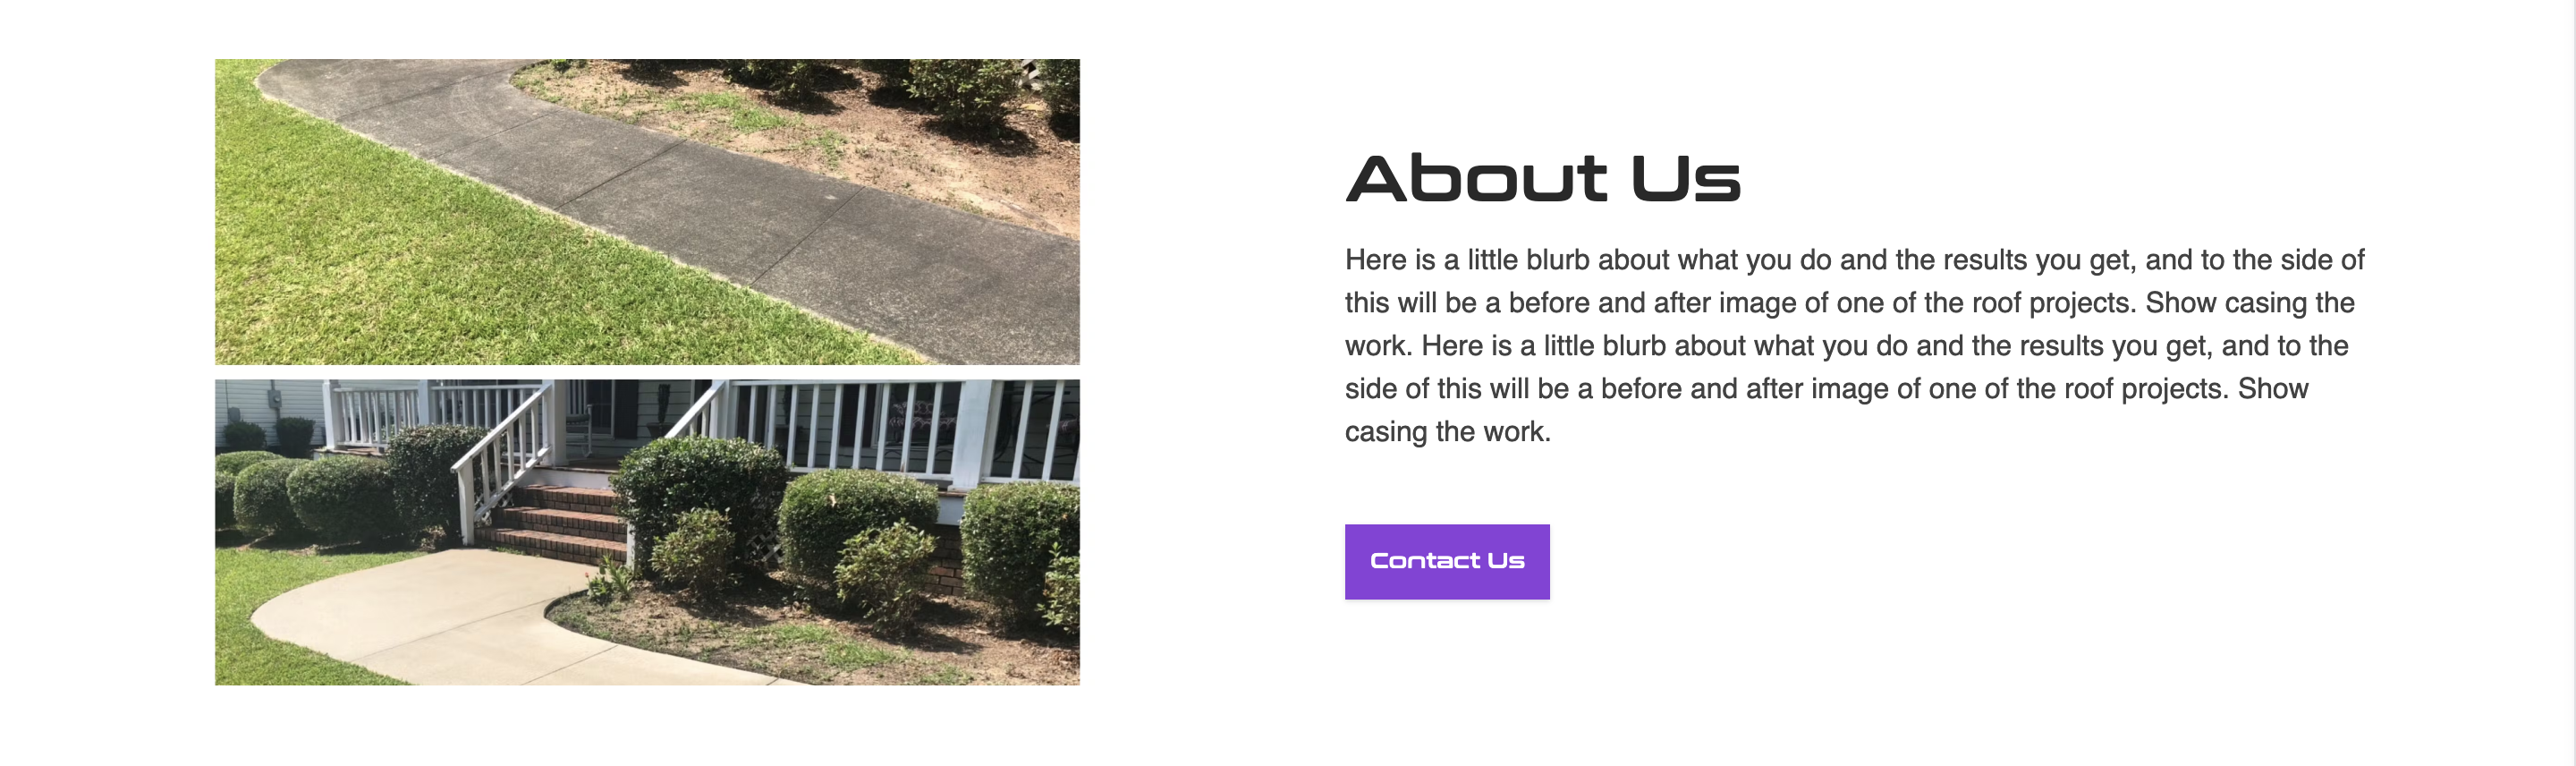 About Us
Here is a little blurb about what you do and the results you get, and to the side of
this will be a before and after image of one of the roof projects. Show casing the
work. Here is a little blurb about what you do and the results you get, and to the
side of this will be a before and after image of one of the roof projects. Show
casing the work.
Contact Us